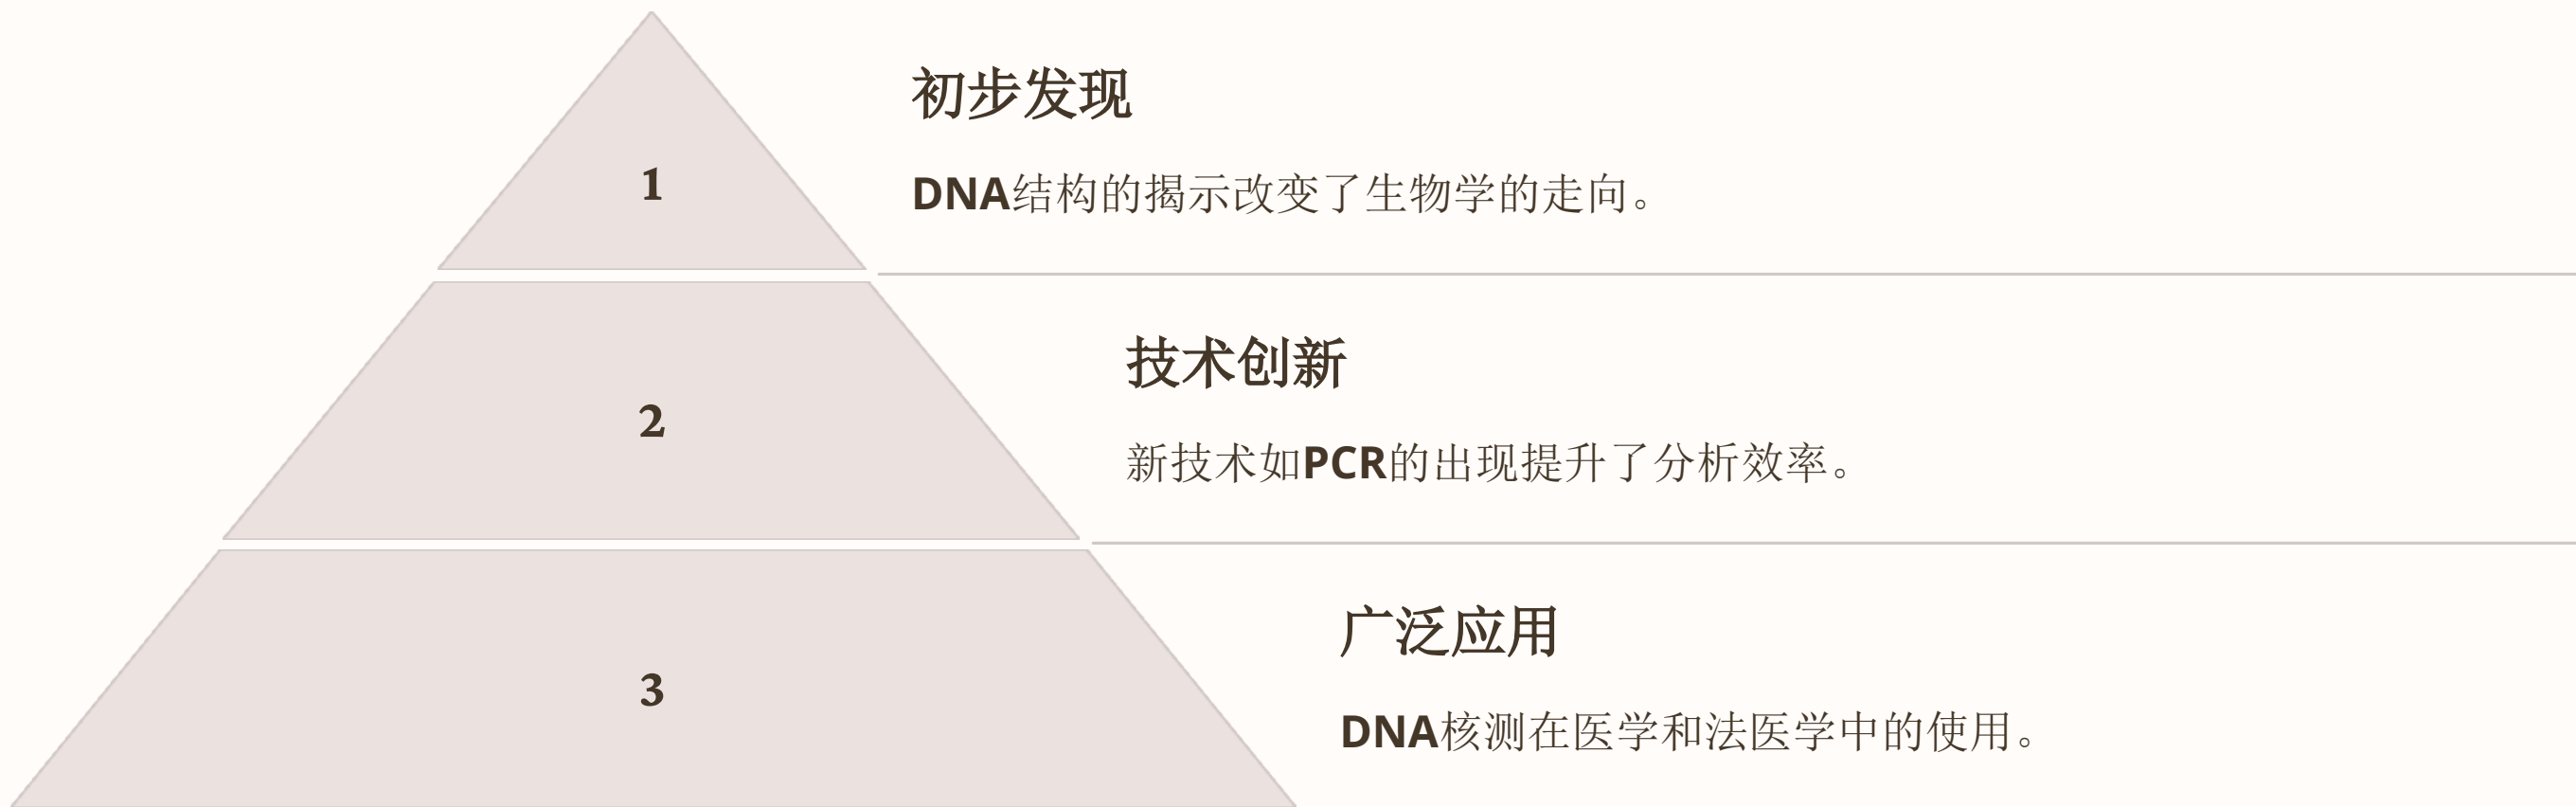 1
初步发现
DNA结构的揭示改变了生物学的走向。
2
技术创新
新技术如PCR的出现提升了分析效率。
3
广泛应用
DNA核测在医学和法医学中的使用。